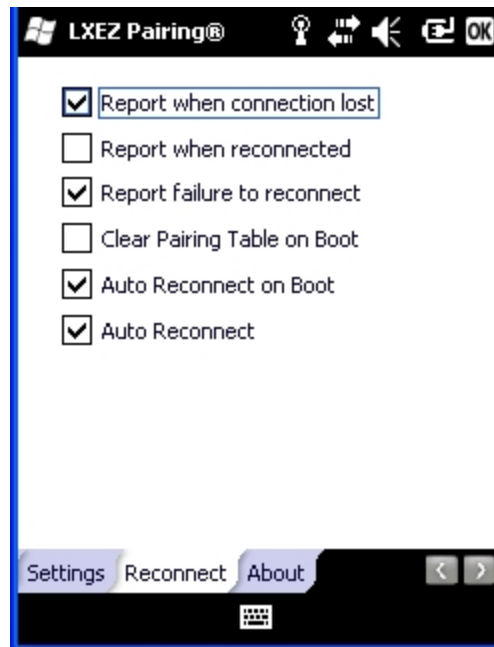 LXEZ Pairing®
OK
Report when connection lost
Report when reconnected
Report failure to reconnect
Clear Pairing Table on Boot
Auto Reconnect on Boot
Auto Reconnect
Settings Reconnect About